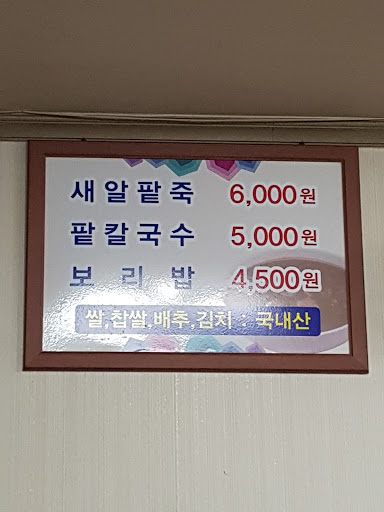 새알팥죽 6,000원
팥칼국수 5,000원
보리밥 4,500원
쌀,찹쌀,배추,김치 : 국내산